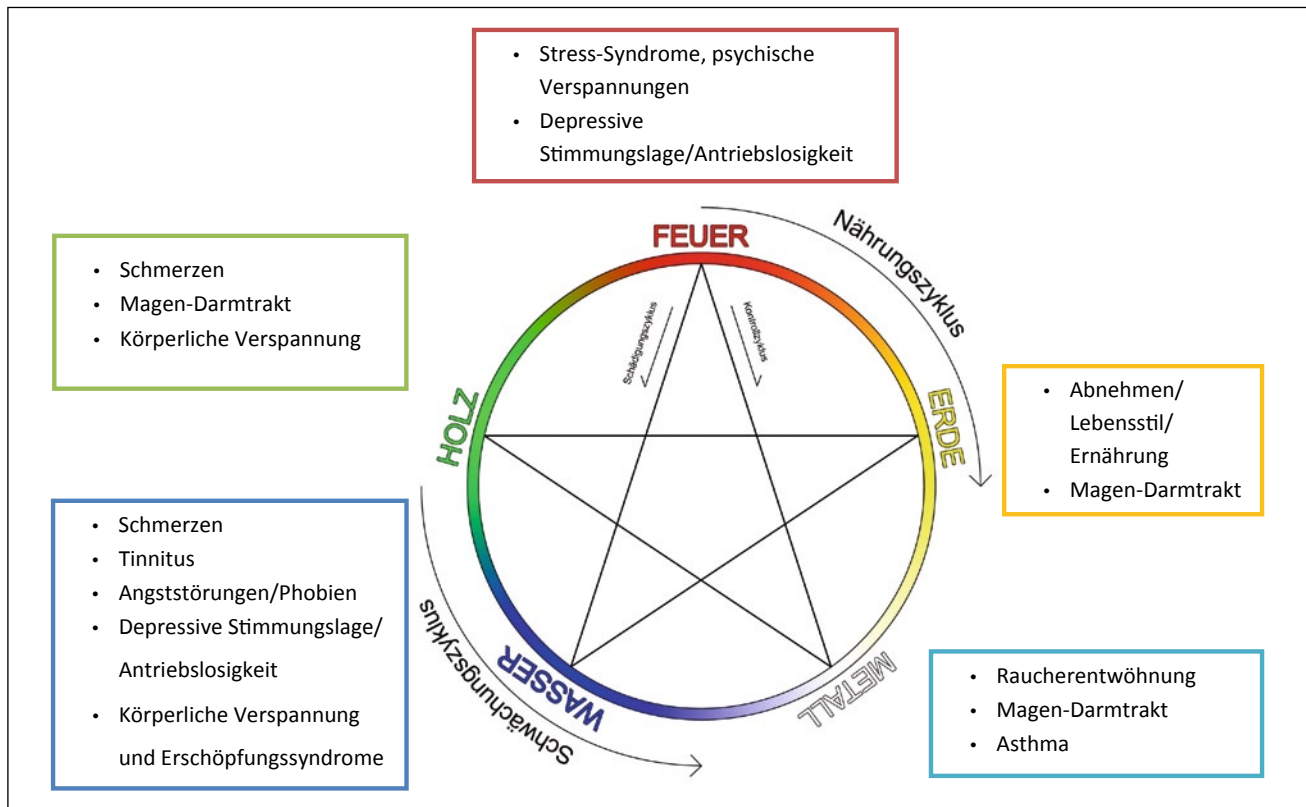 • Stress-Syndrome, psychische
Verspannungen
• Depressive
Stimmungslage/Antriebslosigkeit
• Schmerzen
• Magen-Darmtrakt
• Körperliche Verspannung
FEUER
Nährungszyklus
Schädigungszyklus
Kontrollzyklus
HOLZ
ERDE
• Abnehmen/
Lebensstil/
Ernährung
• Magen-Darmtrakt
• Schmerzen
• Tinnitus
• Angststörungen/Phobien
• Depressive Stimmungslage/
Antriebslosigkeit
• Körperliche Verspannung
und Erschöpfungssyndrome
Schwächungszyklus
WASSER
METALL
• Raucherentwöhnung
• Magen-Darmtrakt
• Asthma